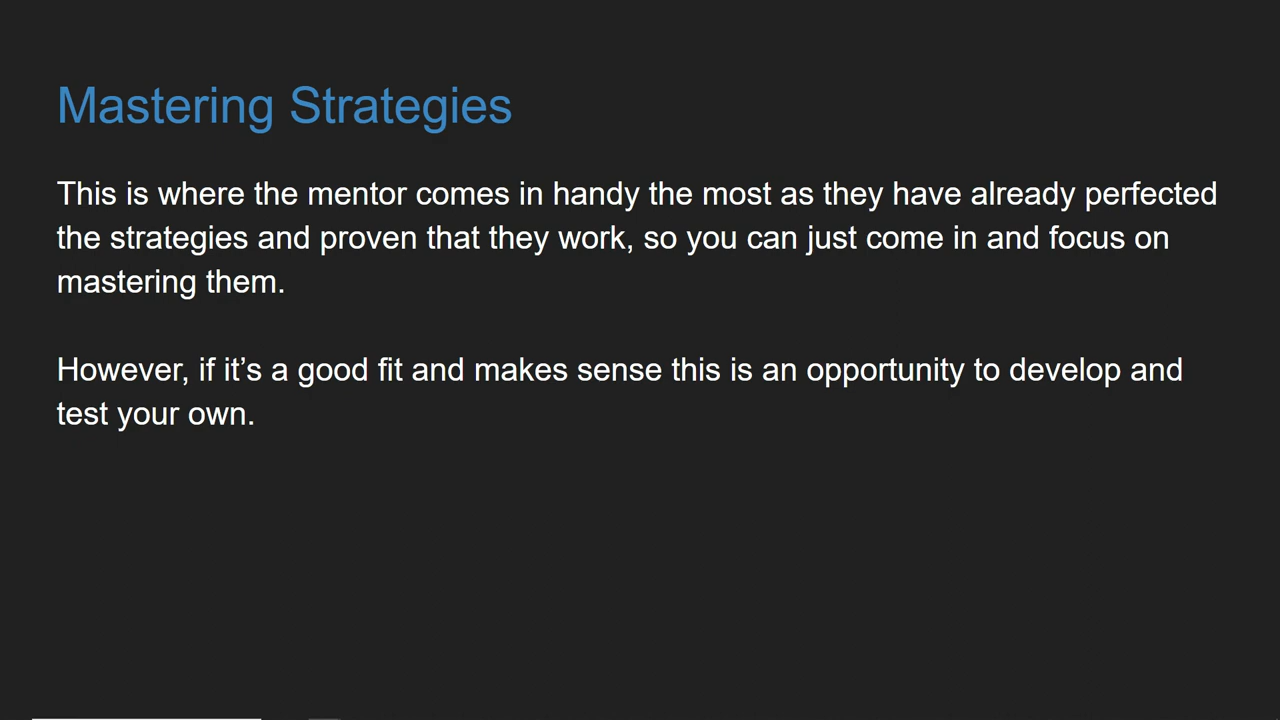 Mastering Strategies
This is where the mentor comes in handy the most as they have already perfected
the strategies and proven that they work, so you can just come in and focus on
mastering them.
However, if it’s a good fit and makes sense this is an opportunity to develop and
test your own.